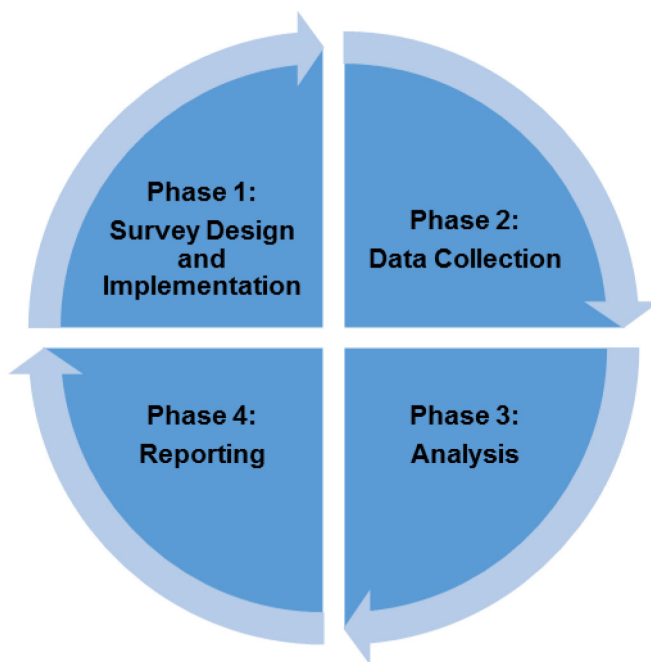 Phase 1:
Survey Design
and
Implementation
Phase 2:
Data Collection
Phase 3:
Analysis
Phase 4:
Reporting